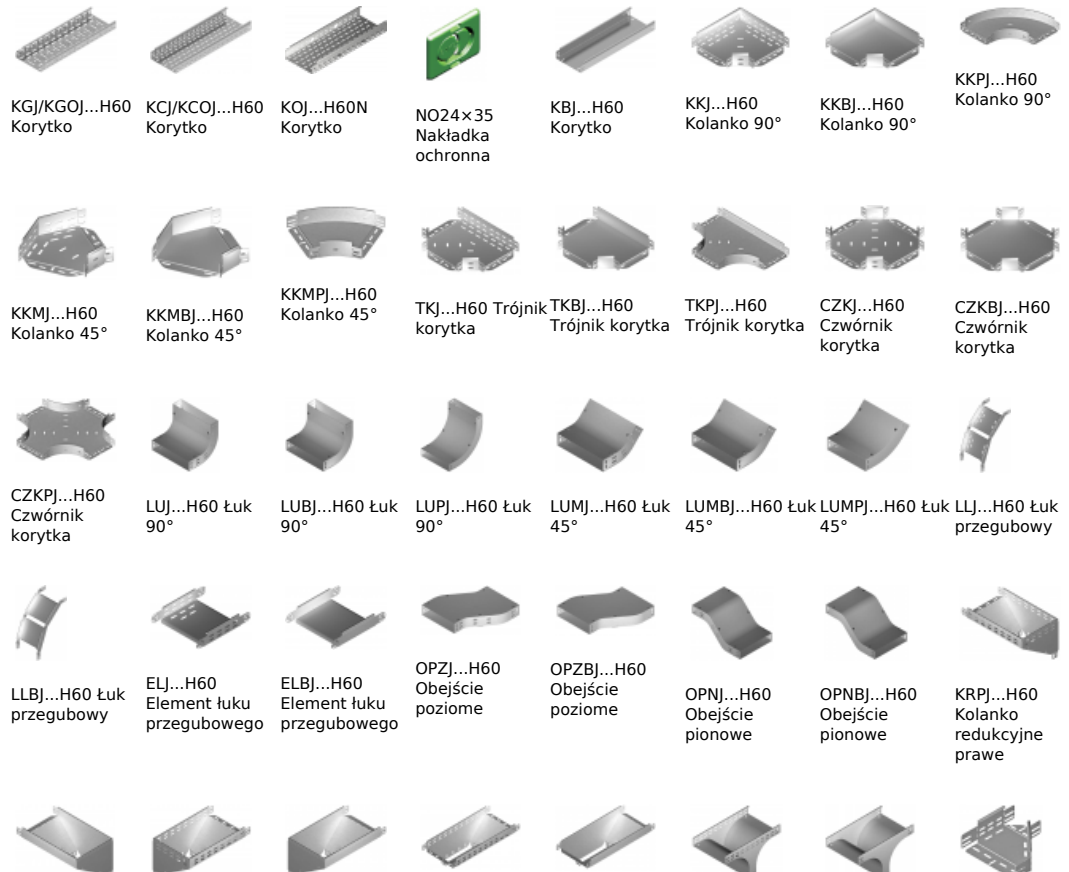 KGJ/KGOJ...H60
Korytko
KCJ/KCOJ...H60
Korytko
KOJ...H60N
Korytko
NO24×35
Nakładka
ochronna
KBJ...H60
Korytko
KKJ...H60
Kolanko 90°
KKBJ...H60
Kolanko 90°
KKPJ...H60
Kolanko 90°
KKMJ...H60
Kolanko 45°
KKMBJ...H60
Kolanko 45°
KKMPJ...H60
Kolanko 45°
TKJ...H60 Trójnik
korytka
TKBJ...H60
Trójnik korytka
TKPJ...H60
Trójnik korytka
CZKJ...H60
Czwórnik
korytka
CZKBJ...H60
Czwórnik
korytka
CZKPJ...H60
Czwórnik
korytka
LUJ...H60 Łuk
90°
LUBJ...H60 Łuk
90°
LUPJ...H60 Łuk
90°
LUMJ...H60 Łuk
45°
LUMBJ...H60 Łuk
45°
LUMPJ...H60 Łuk
45°
LLJ...H60 Łuk
przegubowy
LLBJ...H60 Łuk
przegubowy
ELJ...H60
Element łuku
przegubowego
ELBJ...H60
Element łuku
przegubowego
OPZJ...H60
Obejście
poziome
OPZBJ...H60
Obejście
poziome
OPNJ...H60
Obejście
pionowe
OPNBJ...H60
Obejście
pionowe
KRPJ...H60
Kolanko
redukcyjne
prawe